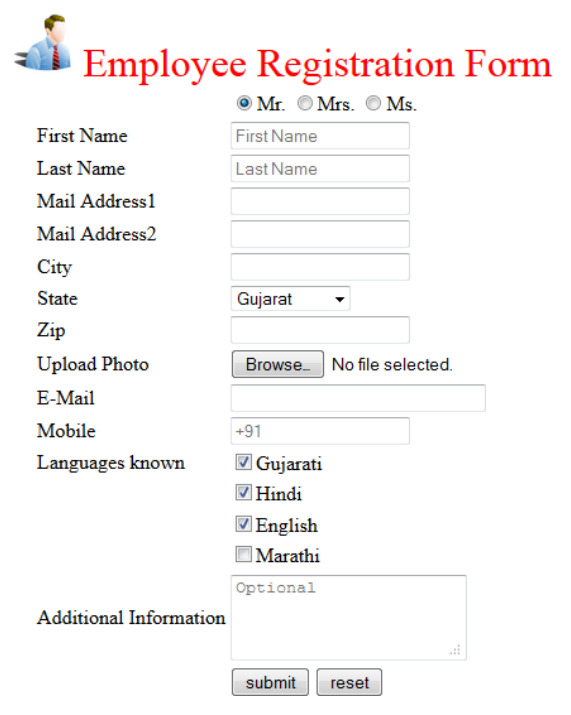 Employee Registration Form
Mr. Mrs. Ms.
First Name First Name
Last Name Last Name
Mail Address1
Mail Address2
City
State Gujarat
Zip
Upload Photo Browse... No file selected.
E-Mail
Mobile +91
Languages known Gujarati
Hindi
English
Marathi
Optional
Additional Information
submit reset